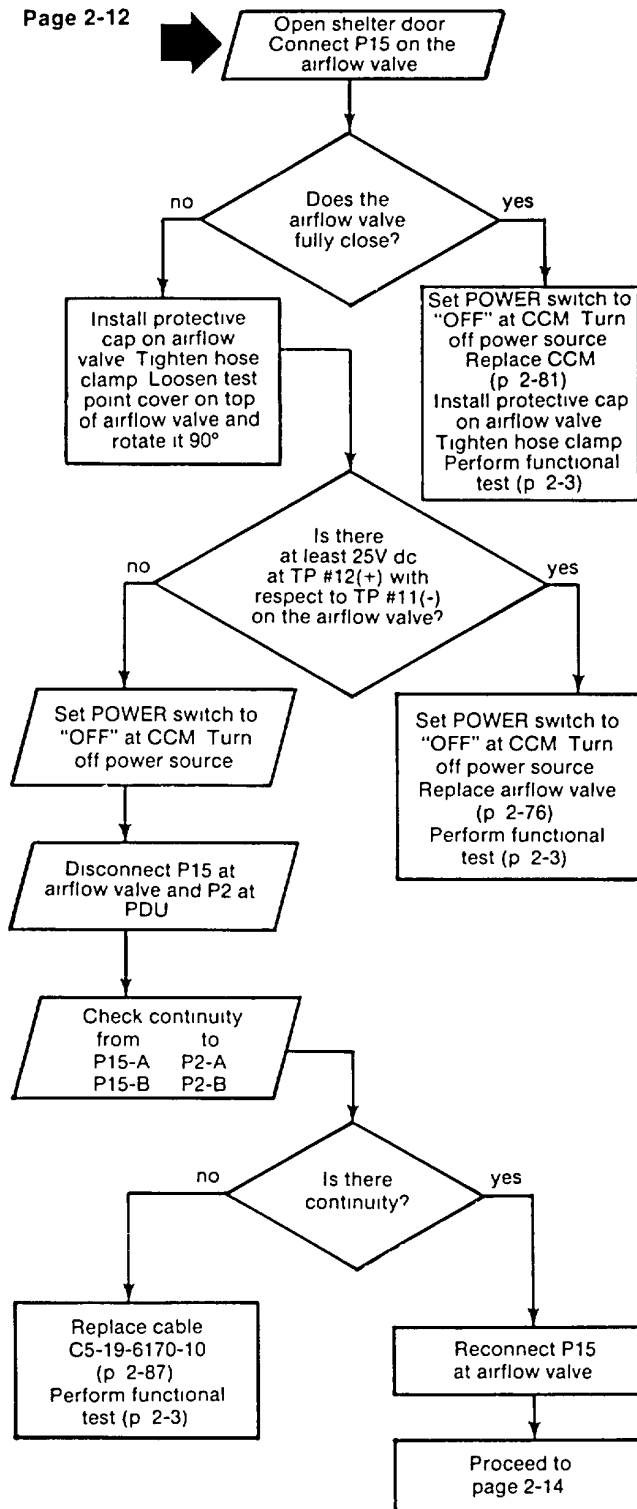 Page 2-12
Open shelter door
Connect P15 on the
airflow valve
no
Does the
airflow valve
fully close?
yes
Install protective
cap on airflow
valve Tighten hose
clamp Loosen test
point cover on top
of airflow valve and
rotate it 90°
Set POWER switch to
“OFF” at CCM Turn
off power source
Replace CCM
(p 2-81)
Install protective cap
on airflow valve
Tighten hose clamp
Perform functional
test (p 2-3)
no
Is there
at least 25V dc
at TP #12(+) with
respect to TP #11(-)
on the airflow valve?
yes
Set POWER switch to
“OFF” at CCM Turn
off power source
Set POWER switch to
“OFF” at CCM Turn
off power source
Replace airflow valve
(p 2-76)
Perform functional
test (p 2-3)
Disconnect P15 at
airflow valve and P2 at
PDU
Check continuity
from to
P15-A P2-A
P15-B P2-B
no
Is there
continuity?
yes
Replace cable
C5-19-6170-10
(p 2-87)
Perform functional
test (p 2-3)
Reconnect P15
at airflow valve
Proceed to
page 2-14